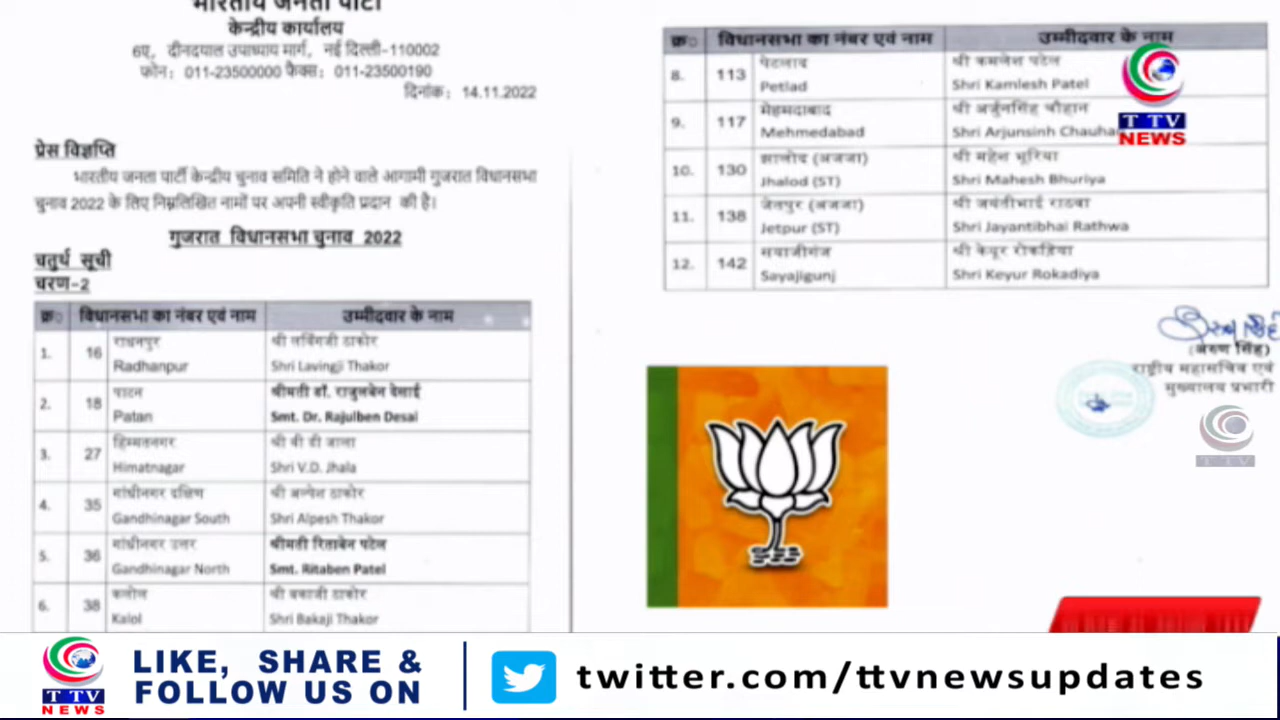 भारतीय जनता पार्टी
केन्द्रीय कार्यालय
6ए, दीनदयाल उपाध्याय मार्ग, नई दिल्ली-110002
फोन: 011-23500000 फैक्स: 011-23500190
दिनांक: 14.11.2022
प्रेस विज्ञप्ति
भारतीय जनता पार्टी केन्द्रीय चुनाव समिति ने होने वाले आगामी गुजरात विधानसभा
चुनाव 2022 के लिए निम्नलिखित नामों पर अपनी स्वीकृति प्रदान की है।
गुजरात विधानसभा चुनाव 2022
चतुर्थ सूची
चरण-2
क्र० विधानसभा का नंबर एवं नाम उम्मीदवार के नाम
1. 16 राधनपुर श्री लविंगजी ठाकोर
Radhanpur Shri Lavingji Thakor
2. 18 पाटन श्रीमती डॉ. राजुलबेन देसाई
Patan Smt. Dr. Rajulben Desai
3. 27 हिम्मतनगर श्री वी डी जाला
Himatnagar Shri V.D. Jhala
4. 35 गांधीनगर दक्षिण श्री अल्पेश ठाकोर
Gandhinagar South Shri Alpesh Thakor
5. 36 गांधीनगर उत्तर श्रीमती रिताबेन पटेल
Gandhinagar North Smt. Ritaben Patel
6. 38 कलोल श्री बकाजी ठाकोर
Kalol Shri Bakaji Thakor
क्र० विधानसभा का नंबर एवं नाम उम्मीदवार के नाम
8. 113 पेटलाद श्री कमलेश पटेल
Petlad Shri Kamlesh Patel
9. 117 मेहमदाबाद श्री अर्जुनसिंह चौहान
Mehmedabad Shri Arjunsinh Chauha
10. 130 झालोद (अजजा) श्री महेश भूरिया
Jhalod (ST) Shri Mahesh Bhuriya
11. 138 जेतपुर (अजजा) श्री जयंतीभाई राठवा
Jetpur (ST) Shri Jayantibhai Rathwa
12. 142 सयाजीगंज श्री केयूर रोकड़िया
Sayajigunj Shri Keyur Rokadiya
(अरुण सिंह)
राष्ट्रीय महासचिव एवं
मुख्यालय प्रभारी
T TV
NEWS
T TV
T TV
NEWS
LIKE, SHARE &
FOLLOW US ON
twitter.com/ttvnewsupdates